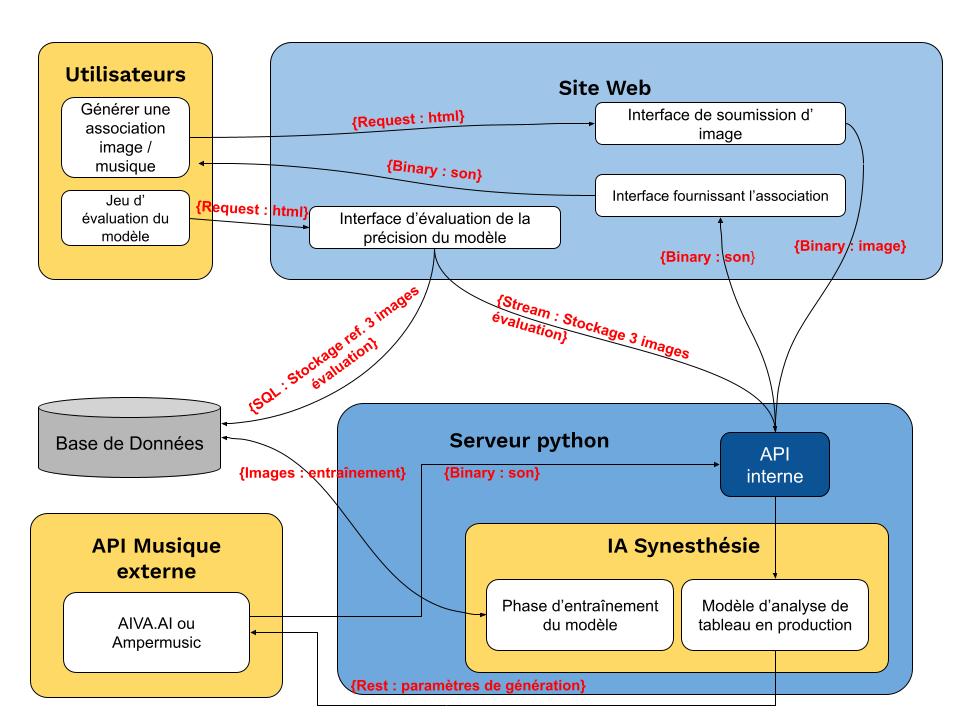 Utilisateurs
Générer une
association
image /
musique
Jeu d'
évaluation du
modèle
Site Web
{Request : html}
Interface de soumission d'
image
{Binary : son}
Interface fournissant l'association
{Request : html}
Interface d'évaluation de la
précision du modèle
{Binary : son}
{Binary : image}
{SQL : Stockage ref. 3 images
évaluation}
{Stream : Stockage 3 images
évaluation}
Base de Données
Serveur python
API
interne
{Images : entraînement}
{Binary : son}
API Musique
externe
AIVA.AI ou
Ampermusic
IA Synesthésie
Phase d'entraînement
du modèle
Modèle d'analyse de
tableau en production
{Rest : paramètres de génération}